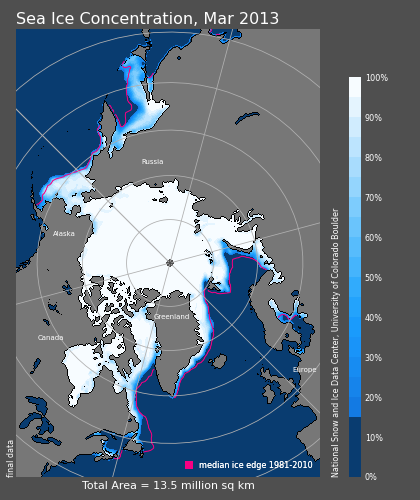 Sea Ice Concentration, Mar 2013
100%
90%
80%
70%
60%
50%
40%
30%
20%
10%
0%
Russia
Alaska
Canada
Greenland
Europe
median ice edge 1981-2010
final data
National Snow and Ice Data Center, University of Colorado Boulder
Total Area = 13.5 million sq km